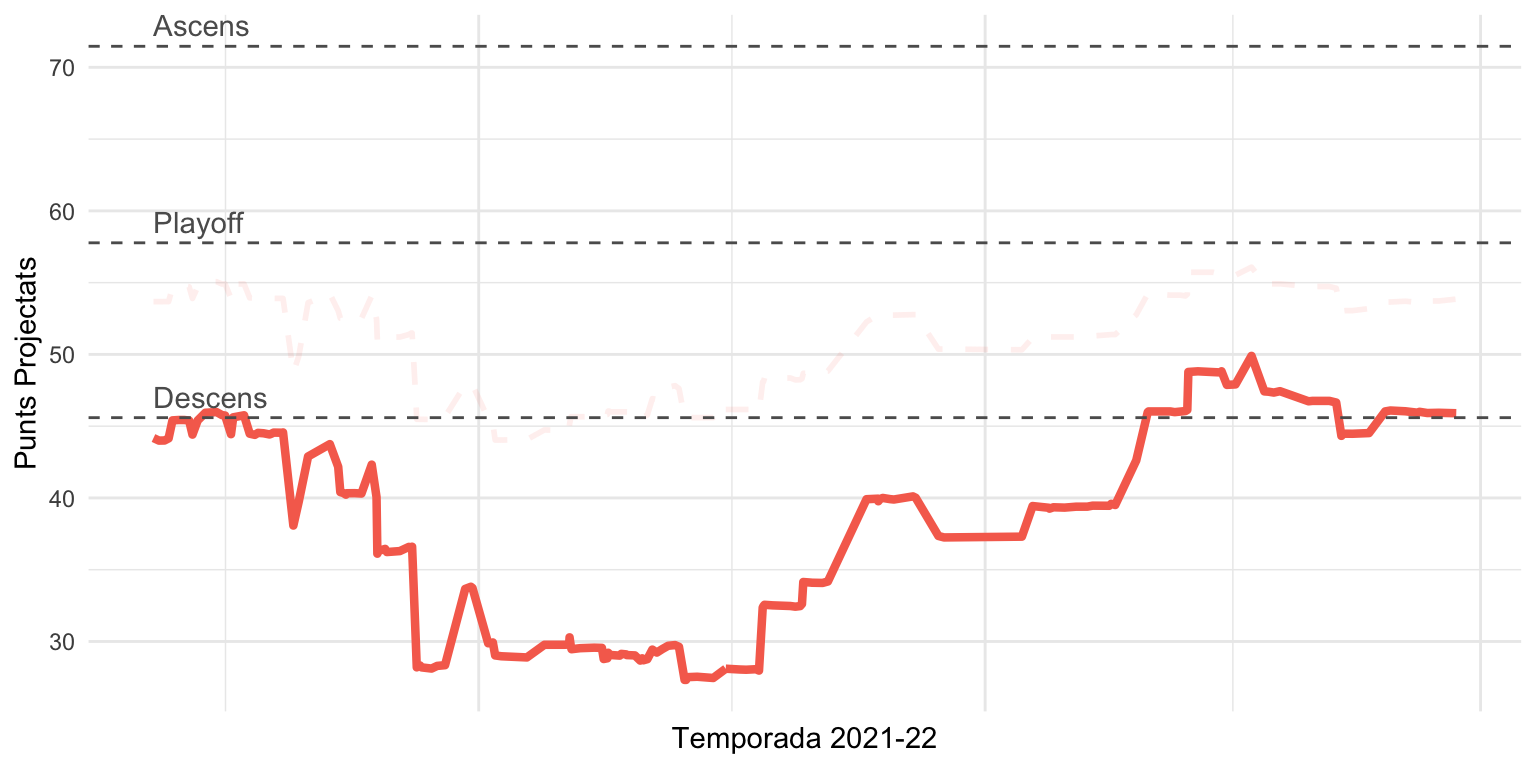 Ascens
70
60
Playoff
50
Descens
40
30
Punts Projectats
Temporada 2021-22